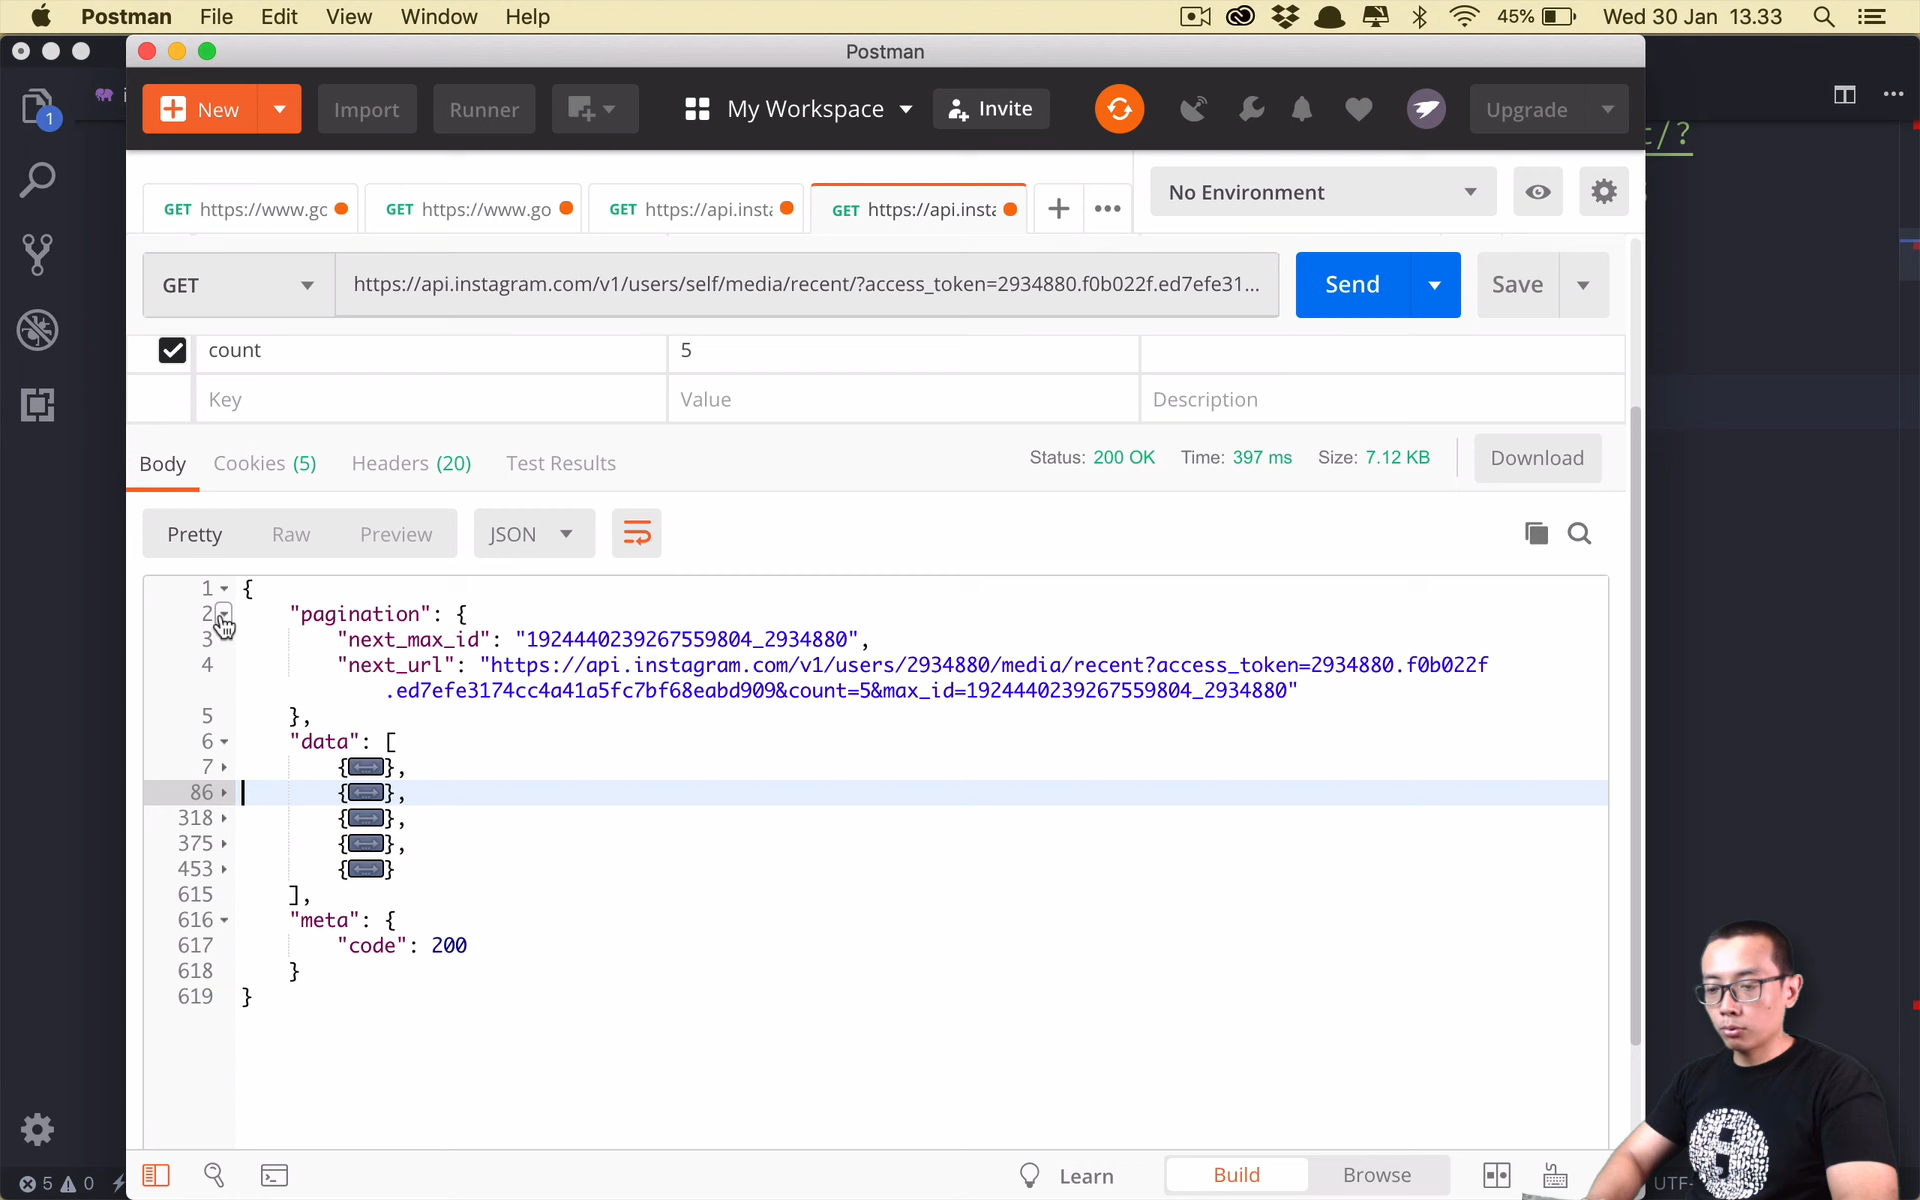 Postman File Edit View Window Help 45% Wed 30 Jan 13.33
Postman
1
New Import Runner My Workspace Invite Upgrade
t/?
GET https://www.gc GET https://www.go GET https://api.insta GET https://api.insta + ••• No Environment
GET https://api.instagram.com/v1/users/self/media/recent/?access_token=2934880.f0b022f.ed7efe31... Send Save
count 5
Key Value Description
Body Cookies (5) Headers (20) Test Results Status: 200 OK Time: 397 ms Size: 7.12 KB Download
Pretty Raw Preview JSON
1 {
2 "pagination": {
3 "next_max_id": "1924440239267559804_2934880",
4 "next_url": "https://api.instagram.com/v1/users/2934880/media/recent?access_token=2934880.f0b022f
.ed7efe3174cc4a41a5fc7bf68eabd909&count=5&max_id=1924440239267559804_2934880"
5 },
6 "data": [
7 {...},
86 {...},
318 {...},
375 {...},
453 {...}
615 ],
616 "meta": {
617 "code": 200
618 }
619 }
Learn Build Browse
5 0 UTF-